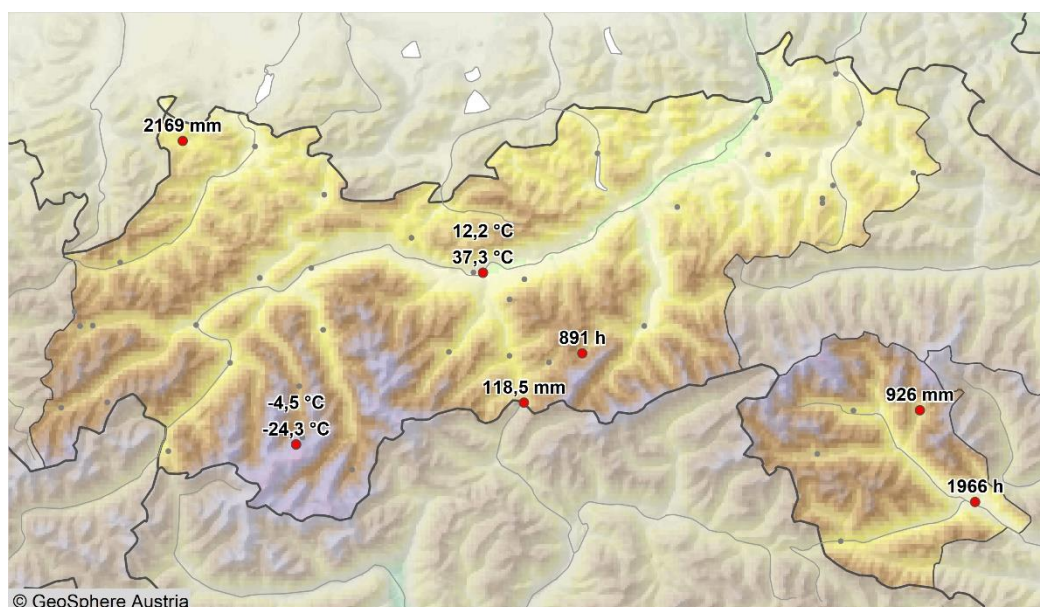 2169 mm
12,2 °C
37,3 °C
891 h
118,5 mm
-4,5 °C
-24,3 °C
926 mm
1966 h
© GeoSphere Austria